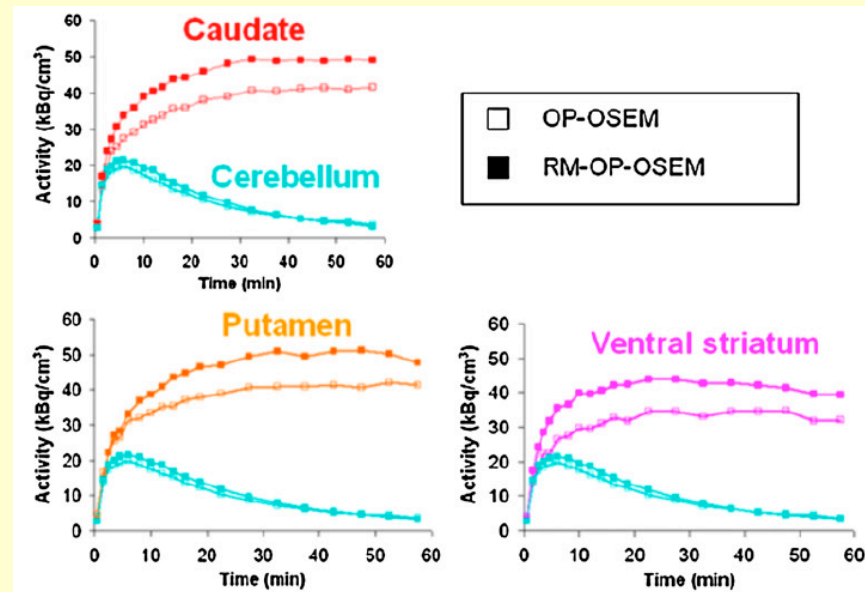 Caudate
Activity (kBq/cm³)
60
50
40
30
20
10
0
Cerebellum
0 10 20 30 40 50 60
Time (min)
OP-OSEM
RM-OP-OSEM
Putamen
Activity (kBq/cm³)
60
50
40
30
20
10
0
0 10 20 30 40 50 60
Time (min)
Ventral striatum
Activity (kBq/cm³)
60
50
40
30
20
10
0
0 10 20 30 40 50 60
Time (min)